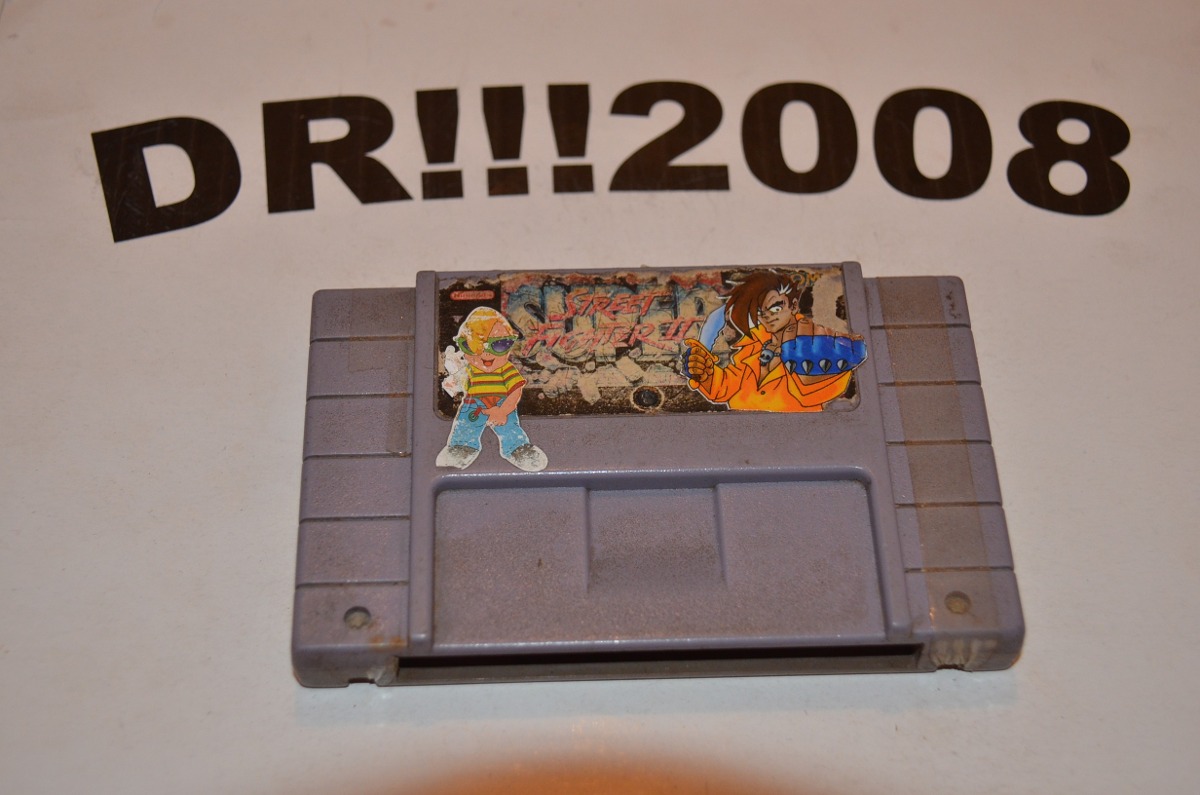 DR!!!2008
SUPER
STREET
FIGHTER II